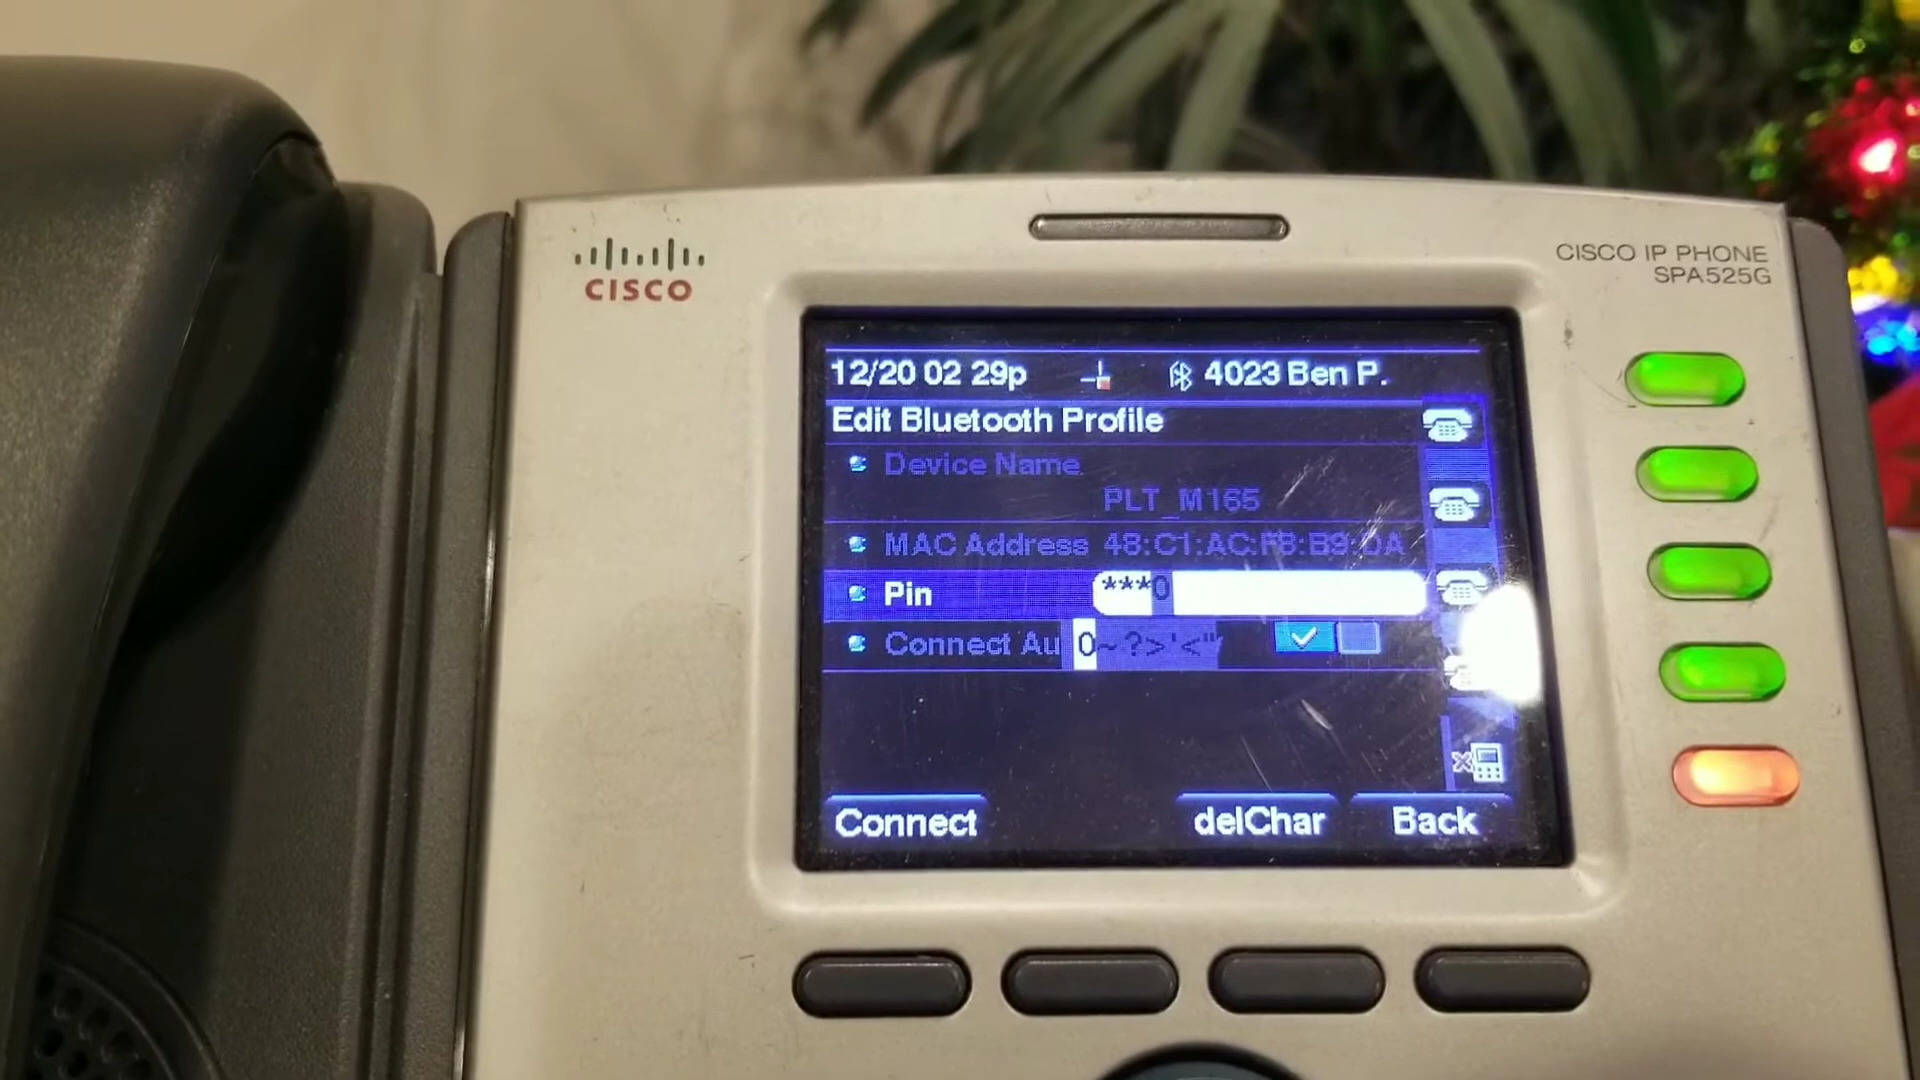 CISCO
CISCO IP PHONE
SPA525G
12/20 02 29p 4023 Ben P.
Edit Bluetooth Profile
Device Name
PLT_M165
MAC Address 48:C1:AC:F8:B9:DA
Pin ***0
Connect Au 0~?>'<"
Connect delChar Back